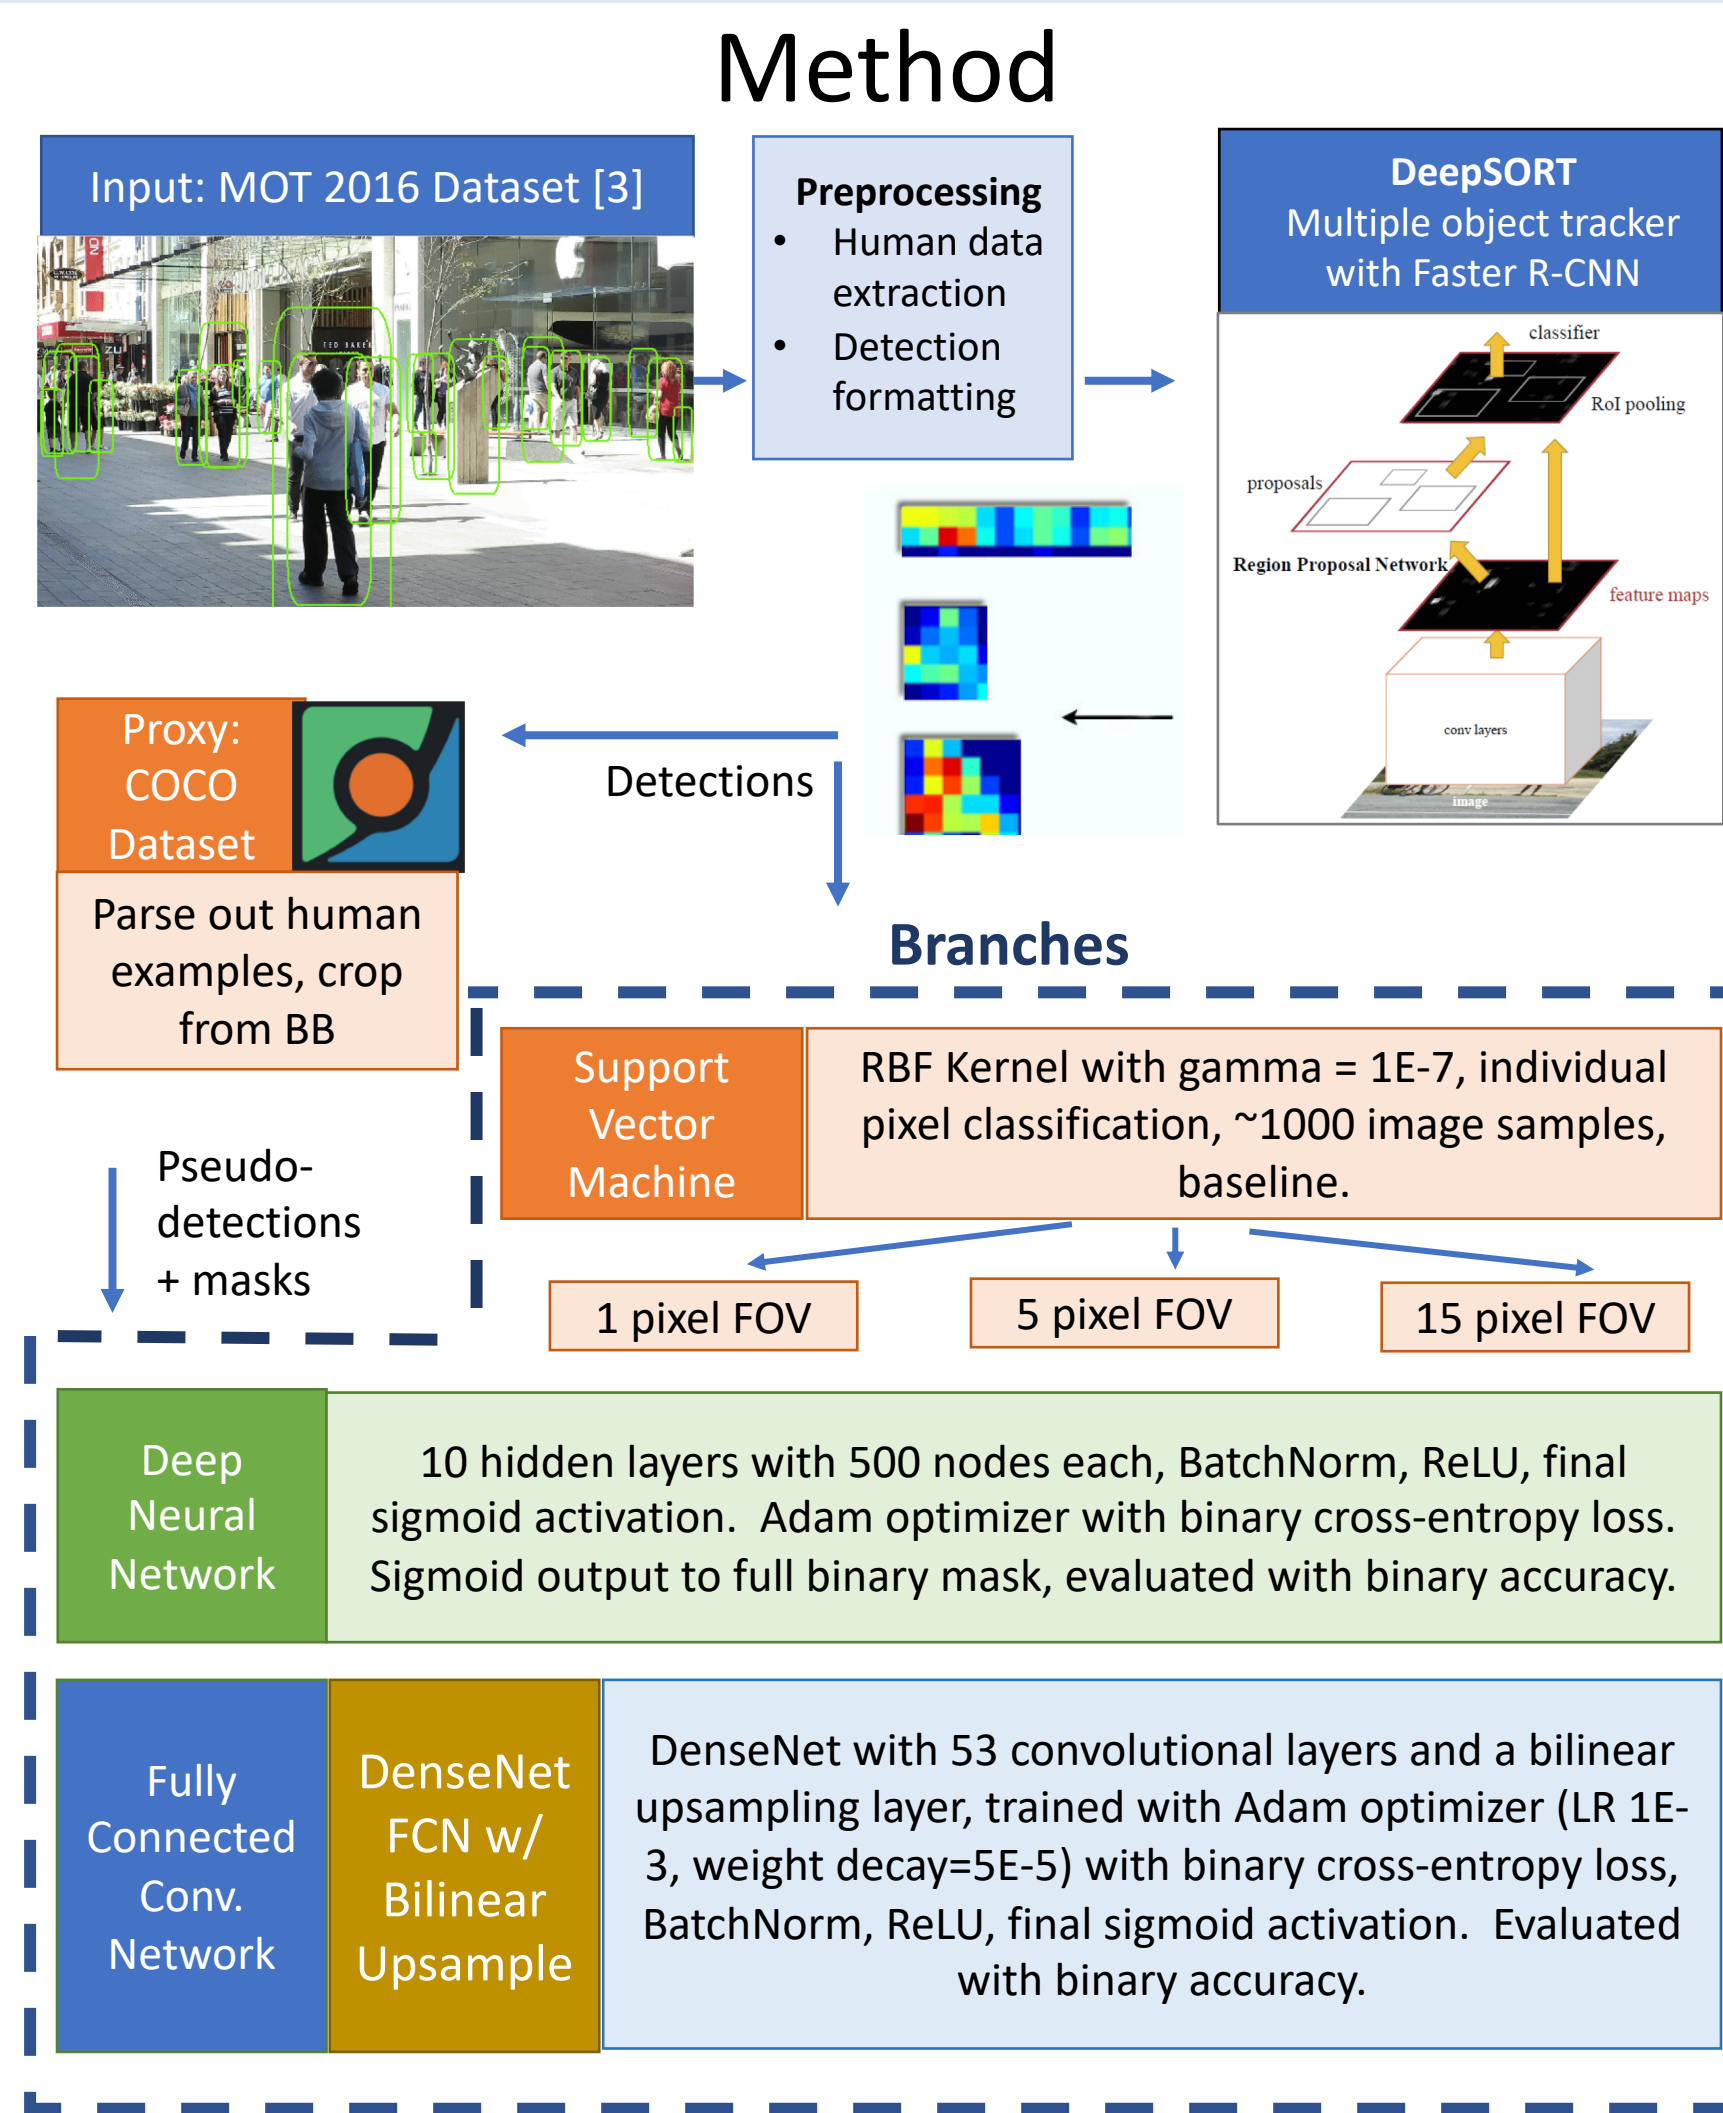 Method
Input: MOT 2016 Dataset [3]
NO
ZU
TED BAKER
Preprocessing
• Human data
extraction
• Detection
formatting
DeepSORT
Multiple object tracker
with Faster R-CNN
classifier
RoI pooling
proposals
Region Proposal Network
feature maps
conv layers
image
Proxy:
COCO
Dataset
Parse out human
examples, crop
from BB
Detections
Pseudo-
detections
+ masks
Branches
Support
Vector
Machine
RBF Kernel with gamma = 1E-7, individual
pixel classification, ~1000 image samples,
baseline.
1 pixel FOV
5 pixel FOV
15 pixel FOV
Deep
Neural
Network
10 hidden layers with 500 nodes each, BatchNorm, ReLU, final
sigmoid activation.  Adam optimizer with binary cross-entropy loss.
Sigmoid output to full binary mask, evaluated with binary accuracy.
Fully
Connected
Conv.
Network
DenseNet
FCN w/
Bilinear
Upsample
DenseNet with 53 convolutional layers and a bilinear
upsampling layer, trained with Adam optimizer (LR 1E-
3, weight decay=5E-5) with binary cross-entropy loss,
BatchNorm, ReLU, final sigmoid activation.  Evaluated
with binary accuracy.